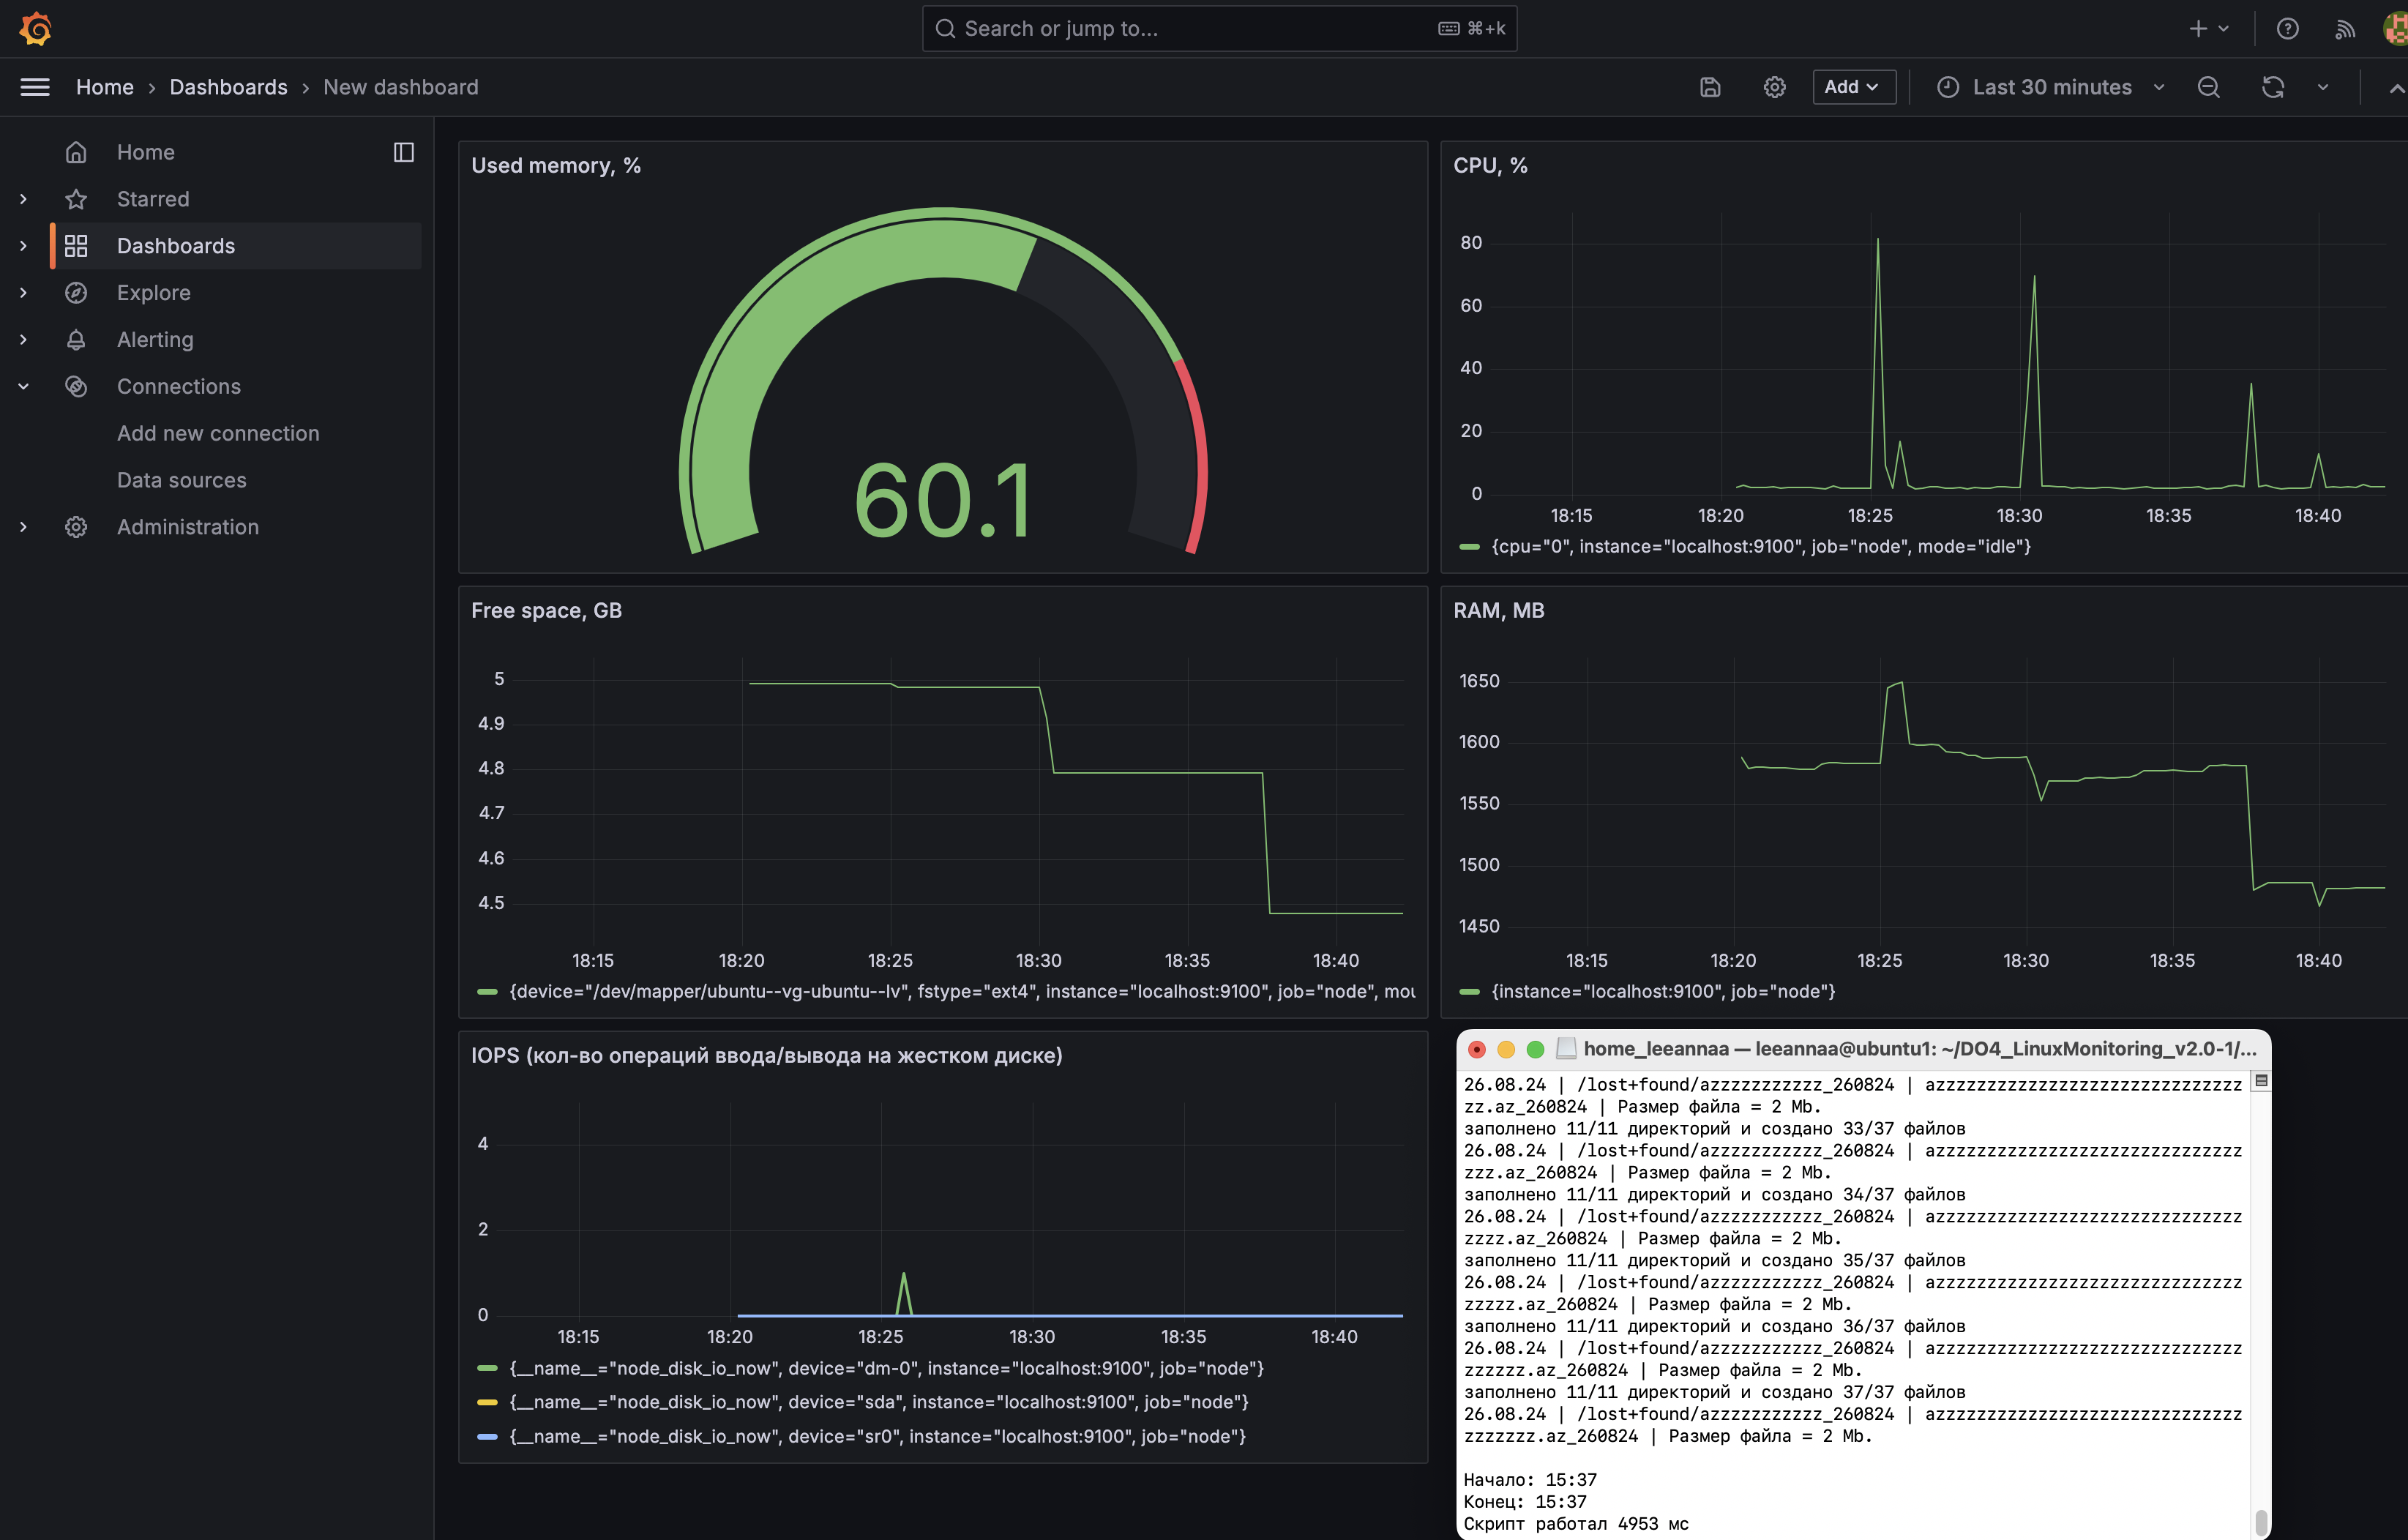 Search or jump to...
⌘+k
Home › Dashboards › New dashboard
Add
Last 30 minutes
Home
Starred
Dashboards
Explore
Alerting
Connections
Add new connection
Data sources
Administration
Used memory, %
60.1
CPU, %
80
60
40
20
0
18:15 18:20 18:25 18:30 18:35 18:40
{cpu="0", instance="localhost:9100", job="node", mode="idle"}
Free space, GB
5
4.9
4.8
4.7
4.6
4.5
18:15 18:20 18:25 18:30 18:35 18:40
{device="/dev/mapper/ubuntu--vg-ubuntu--lv", fstype="ext4", instance="localhost:9100", job="node", mou
RAM, MB
1650
1600
1550
1500
1450
18:15 18:20 18:25 18:30 18:35 18:40
{instance="localhost:9100", job="node"}
IOPS (кол-во операций ввода/вывода на жестком диске)
4
2
0
18:15 18:20 18:25 18:30 18:35 18:40
{__name__="node_disk_io_now", device="dm-0", instance="localhost:9100", job="node"}
{__name__="node_disk_io_now", device="sda", instance="localhost:9100", job="node"}
{__name__="node_disk_io_now", device="sr0", instance="localhost:9100", job="node"}
home_leeannaa — leeannaa@ubuntu1: ~/DO4_LinuxMonitoring_v2.0-1/...
26.08.24 | /lost+found/azzzzzzzzzzz_260824 | azzzzzzzzzzzzzzzzzzzzzzzzzzzzzz
zz.az_260824 | Размер файла = 2 Mb.
заполнено 11/11 директорий и создано 33/37 файлов
26.08.24 | /lost+found/azzzzzzzzzzz_260824 | azzzzzzzzzzzzzzzzzzzzzzzzzzzzzz
zzz.az_260824 | Размер файла = 2 Mb.
заполнено 11/11 директорий и создано 34/37 файлов
26.08.24 | /lost+found/azzzzzzzzzzz_260824 | azzzzzzzzzzzzzzzzzzzzzzzzzzzzzz
zzzz.az_260824 | Размер файла = 2 Mb.
заполнено 11/11 директорий и создано 35/37 файлов
26.08.24 | /lost+found/azzzzzzzzzzz_260824 | azzzzzzzzzzzzzzzzzzzzzzzzzzzzzz
zzzzz.az_260824 | Размер файла = 2 Mb.
заполнено 11/11 директорий и создано 36/37 файлов
26.08.24 | /lost+found/azzzzzzzzzzz_260824 | azzzzzzzzzzzzzzzzzzzzzzzzzzzzzz
zzzzzz.az_260824 | Размер файла = 2 Mb.
заполнено 11/11 директорий и создано 37/37 файлов
26.08.24 | /lost+found/azzzzzzzzzzz_260824 | azzzzzzzzzzzzzzzzzzzzzzzzzzzzzz
zzzzzzz.az_260824 | Размер файла = 2 Mb.
Начало: 15:37
Конец: 15:37
Скрипт работал 4953 мс